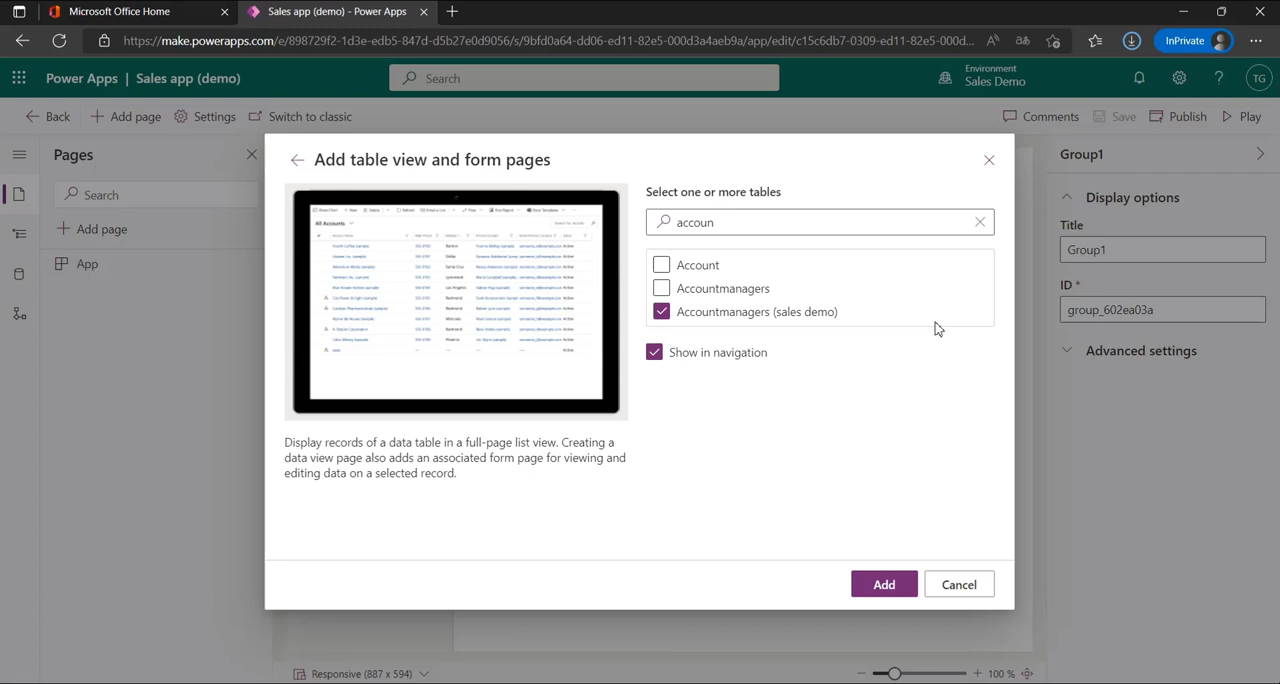 Microsoft Office Home
Sales app (demo) - Power Apps
https://make.powerapps.com/e/898729f2-1d3e-edb5-847d-d5b27e0d9056/s/9bfd0a64-dd06-ed11-82e5-000d3a4aeb9a/app/edit/c15c6db7-0309-ed11-82e5-000d...
InPrivate
Power Apps | Sales app (demo)
Search
Environment
Sales Demo
TG
Back
Add page
Settings
Switch to classic
Comments
Save
Publish
Play
Pages
Search
Add page
App
Add table view and form pages
All Accounts
Display records of a data table in a full-page list view. Creating a
data view page also adds an associated form page for viewing and
editing data on a selected record.
Select one or more tables
accoun
Account
Accountmanagers
Accountmanagers (sales demo)
Show in navigation
Add
Cancel
Group1
Display options
Title
Group1
ID *
group_602ea03a
Advanced settings
Responsive (887 x 594)
100 %